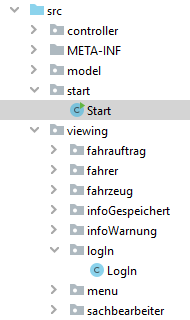 src
controller
META-INF
model
start
Start
viewing
fahrauftrag
fahrer
fahrzeug
infoGespeichert
infoWarnung
logIn
LogIn
menu
sachbearbeiter